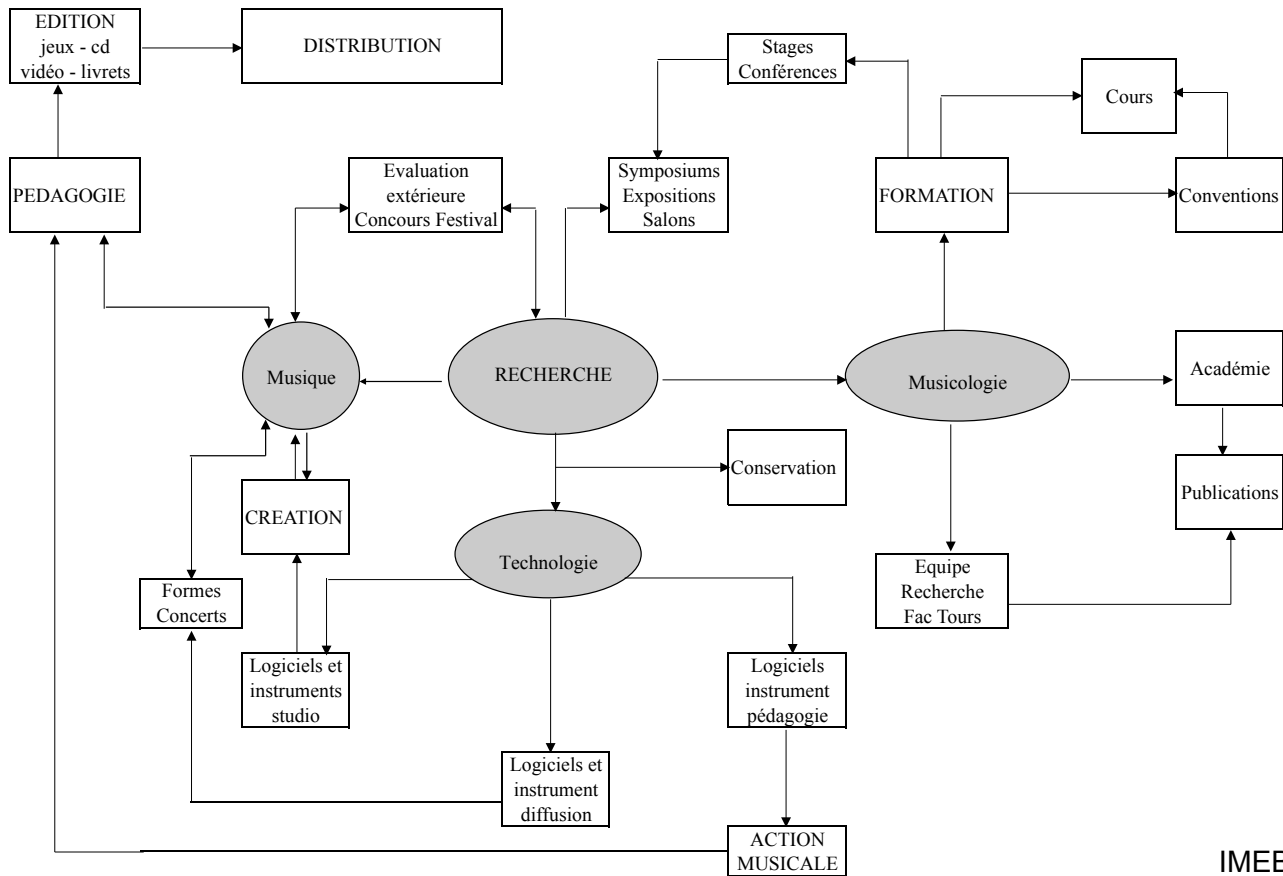 EDITION
jeux - cd
vidéo - livrets
DISTRIBUTION
Stages
Conférences
Cours
PEDAGOGIE
Evaluation
extérieure
Concours Festival
Symposiums
Expositions
Salons
FORMATION
Conventions
Musique
RECHERCHE
Musicologie
Académie
Conservation
Publications
CREATION
Technologie
Formes
Concerts
Equipe
Recherche
Fac Tours
Logiciels et
instruments
studio
Logiciels
instrument
pédagogie
Logiciels et
instrument
diffusion
ACTION
MUSICALE
IMEB